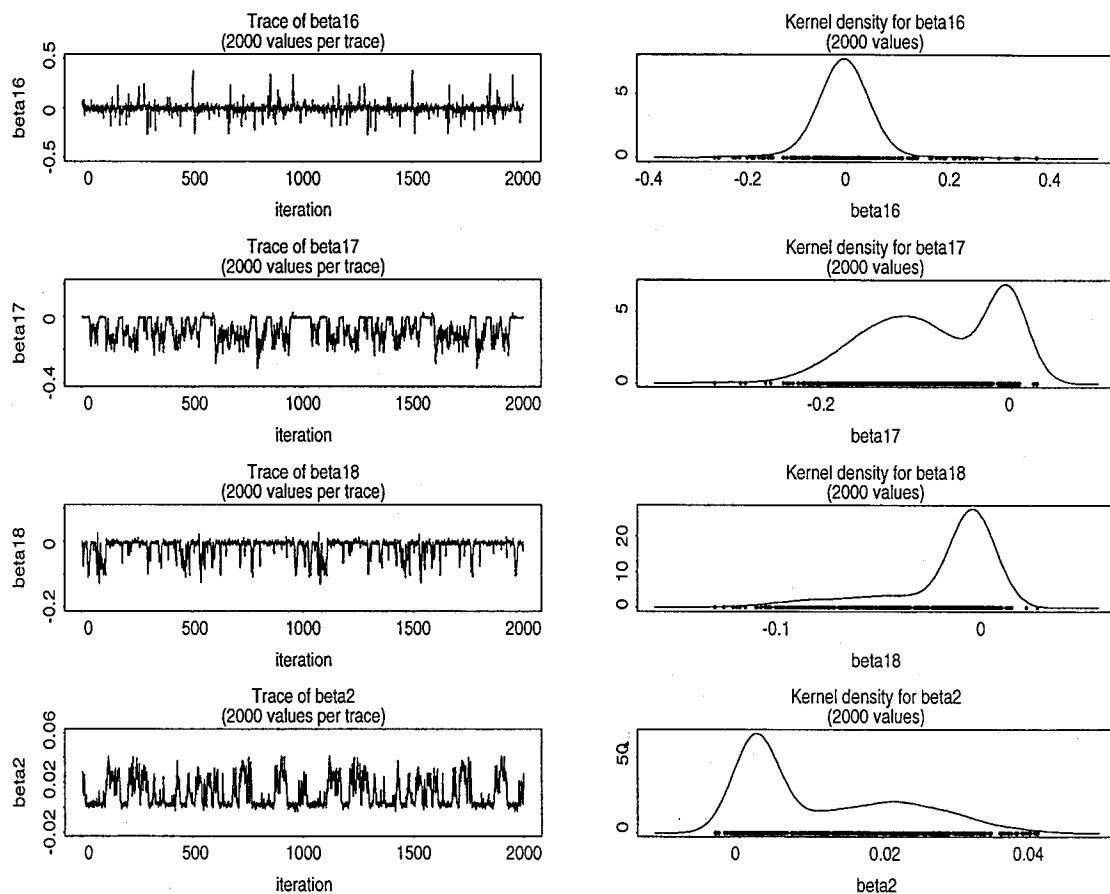 Trace of beta16
(2000 values per trace)
0.5
0
-0.5
beta16
0 500 1000 1500 2000
iteration
Kernel density for beta16
(2000 values)
5
0
-0.4 -0.2 0 0.2 0.4
beta16
Trace of beta17
(2000 values per trace)
0
-0.4
beta17
0 500 1000 1500 2000
iteration
Kernel density for beta17
(2000 values)
5
0
-0.2 0
beta17
Trace of beta18
(2000 values per trace)
0
-0.2
beta18
0 500 1000 1500 2000
iteration
Kernel density for beta18
(2000 values)
20
10
0
-0.1 0
beta18
Trace of beta2
(2000 values per trace)
0.06
0.02
-0.02
beta2
0 500 1000 1500 2000
iteration
Kernel density for beta2
(2000 values)
50
0
0 0.02 0.04
beta2